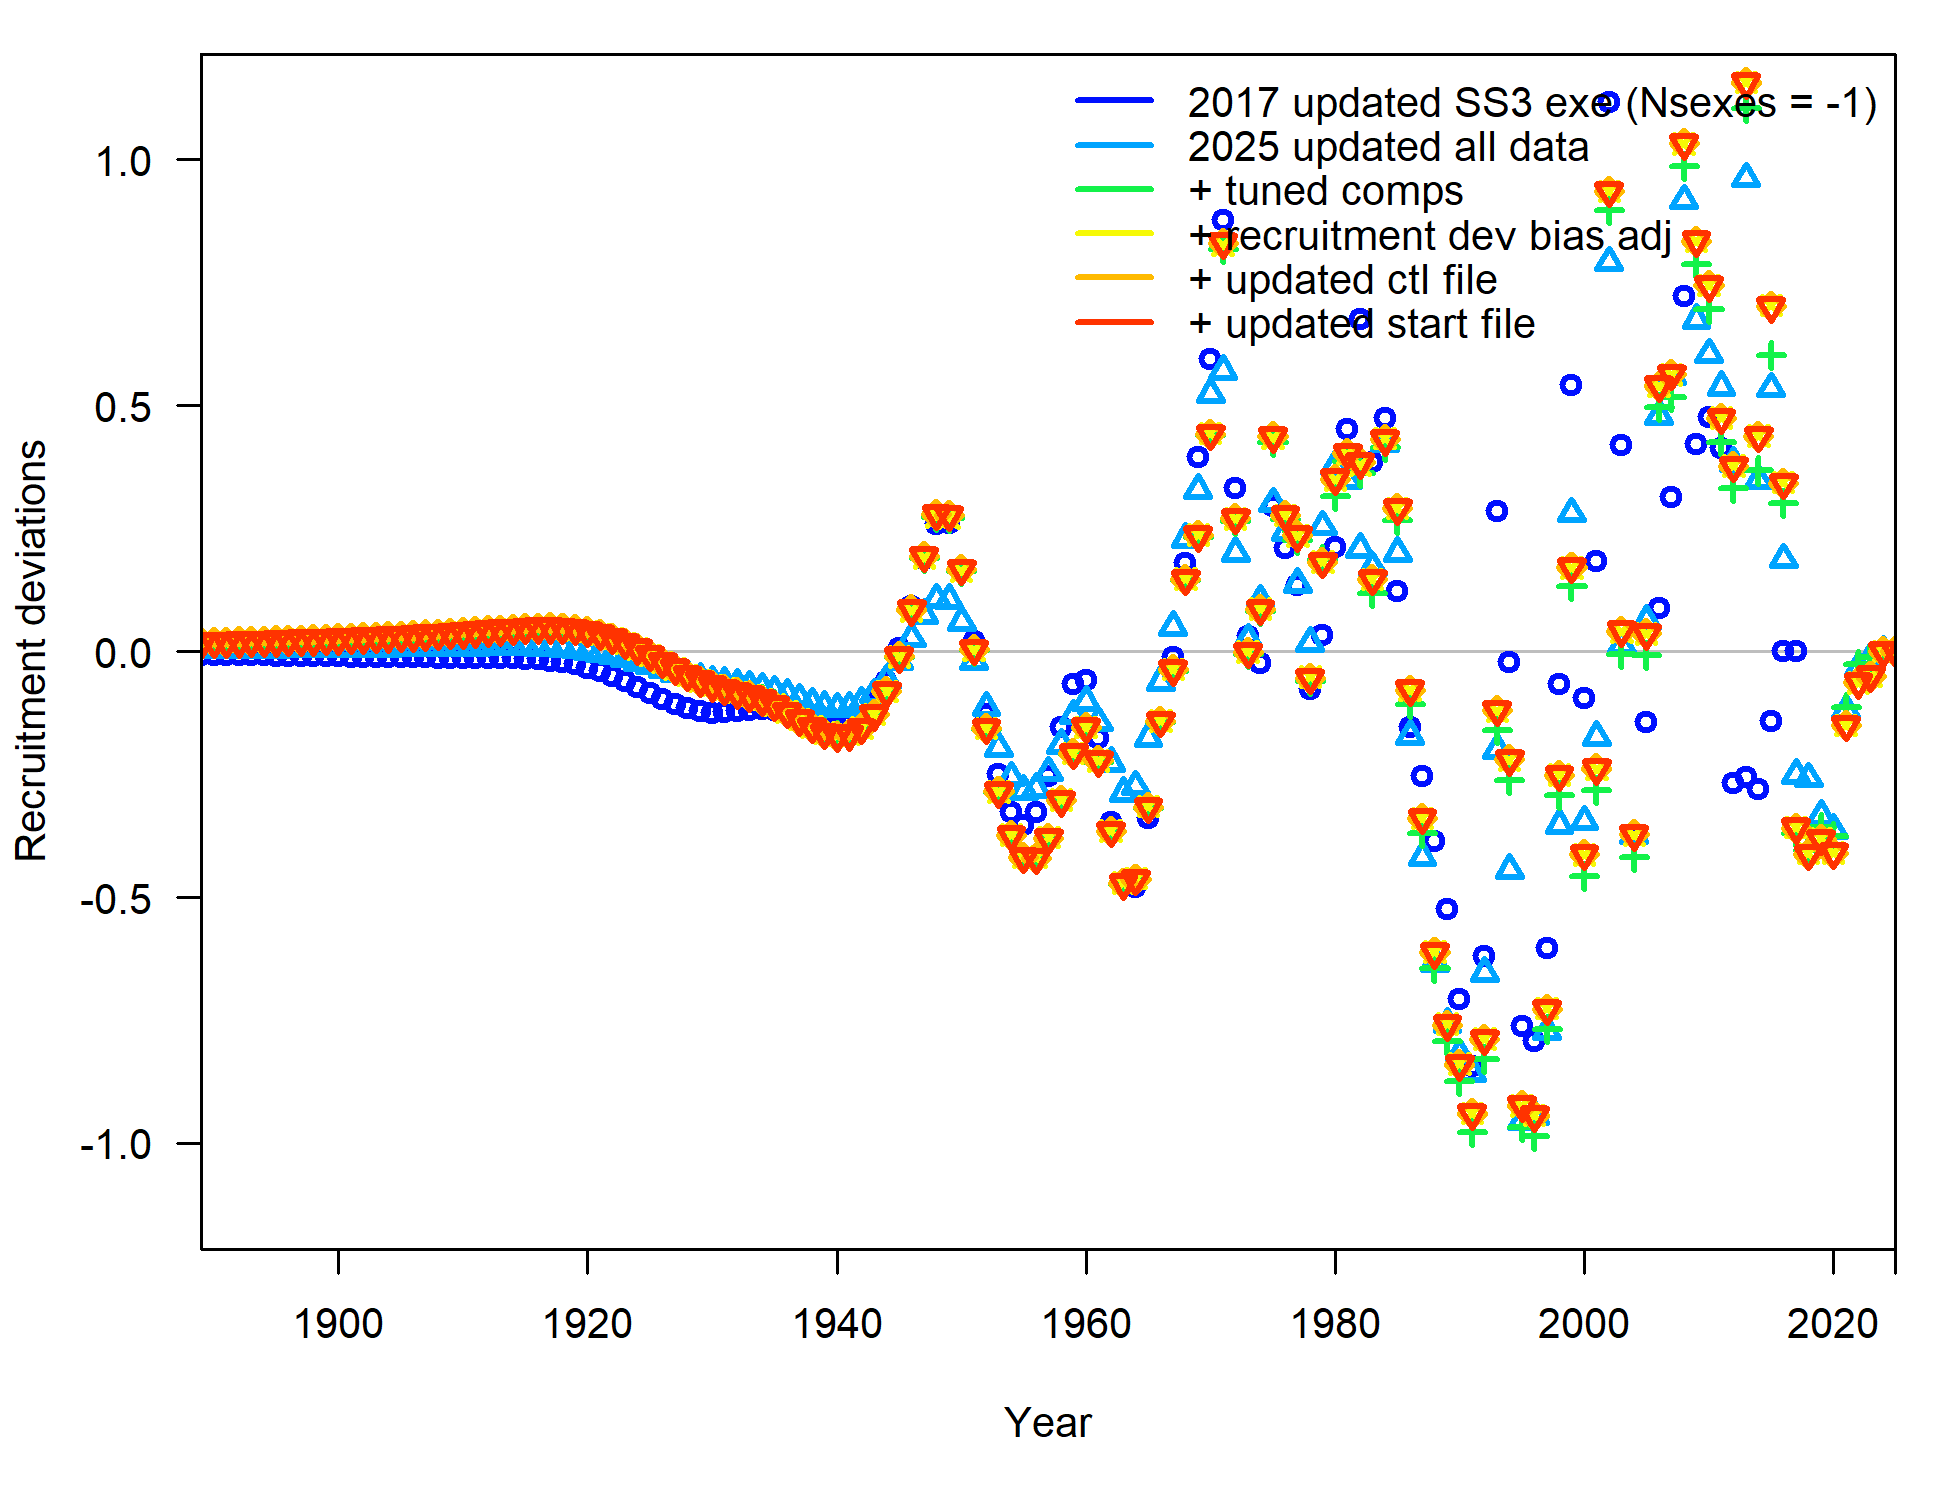 2017 updated SS3 exe (Nsexes = -1)
2025 updated all data
+ tuned comps
+ recruitment dev bias adj
+ updated ctl file
+ updated start file
1.0
0.5
0.0
-0.5
-1.0
Recruitment deviations
1900 1920 1940 1960 1980 2000 2020
Year